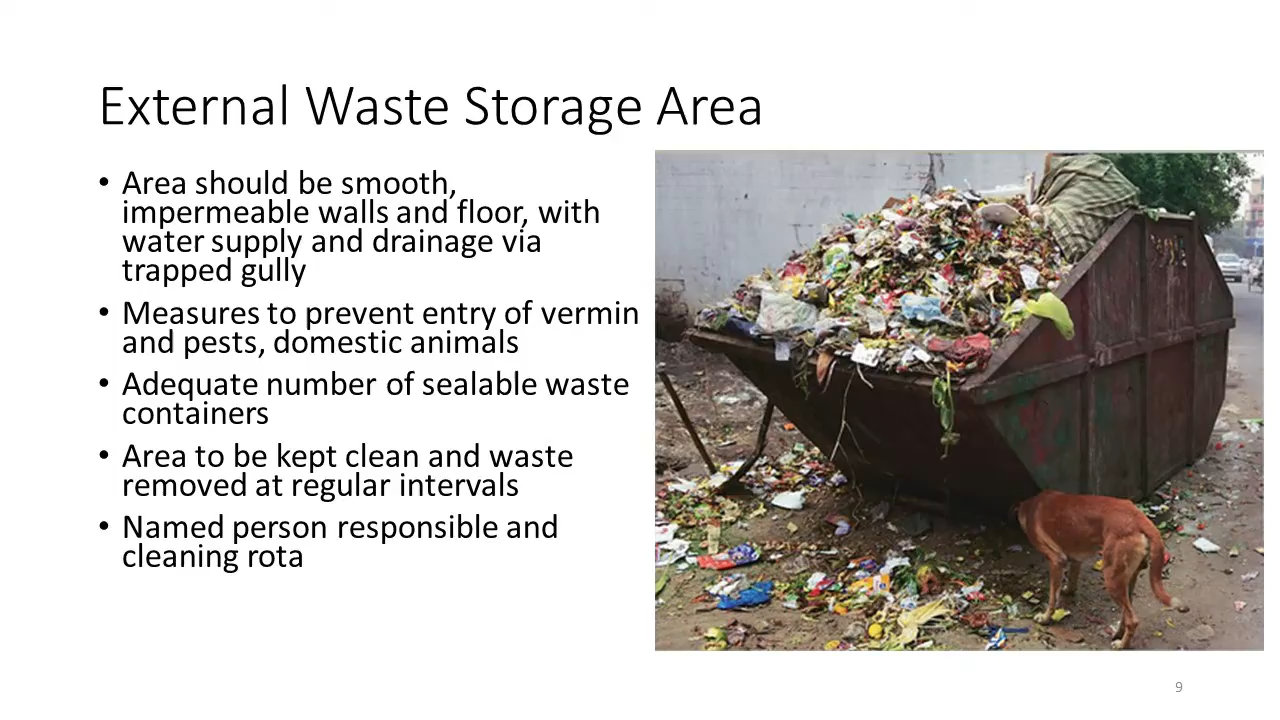 External Waste Storage Area
• Area should be smooth,
impermeable walls and floor, with
water supply and drainage via
trapped gully
• Measures to prevent entry of vermin
and pests, domestic animals
• Adequate number of sealable waste
containers
• Area to be kept clean and waste
removed at regular intervals
• Named person responsible and
cleaning rota
9